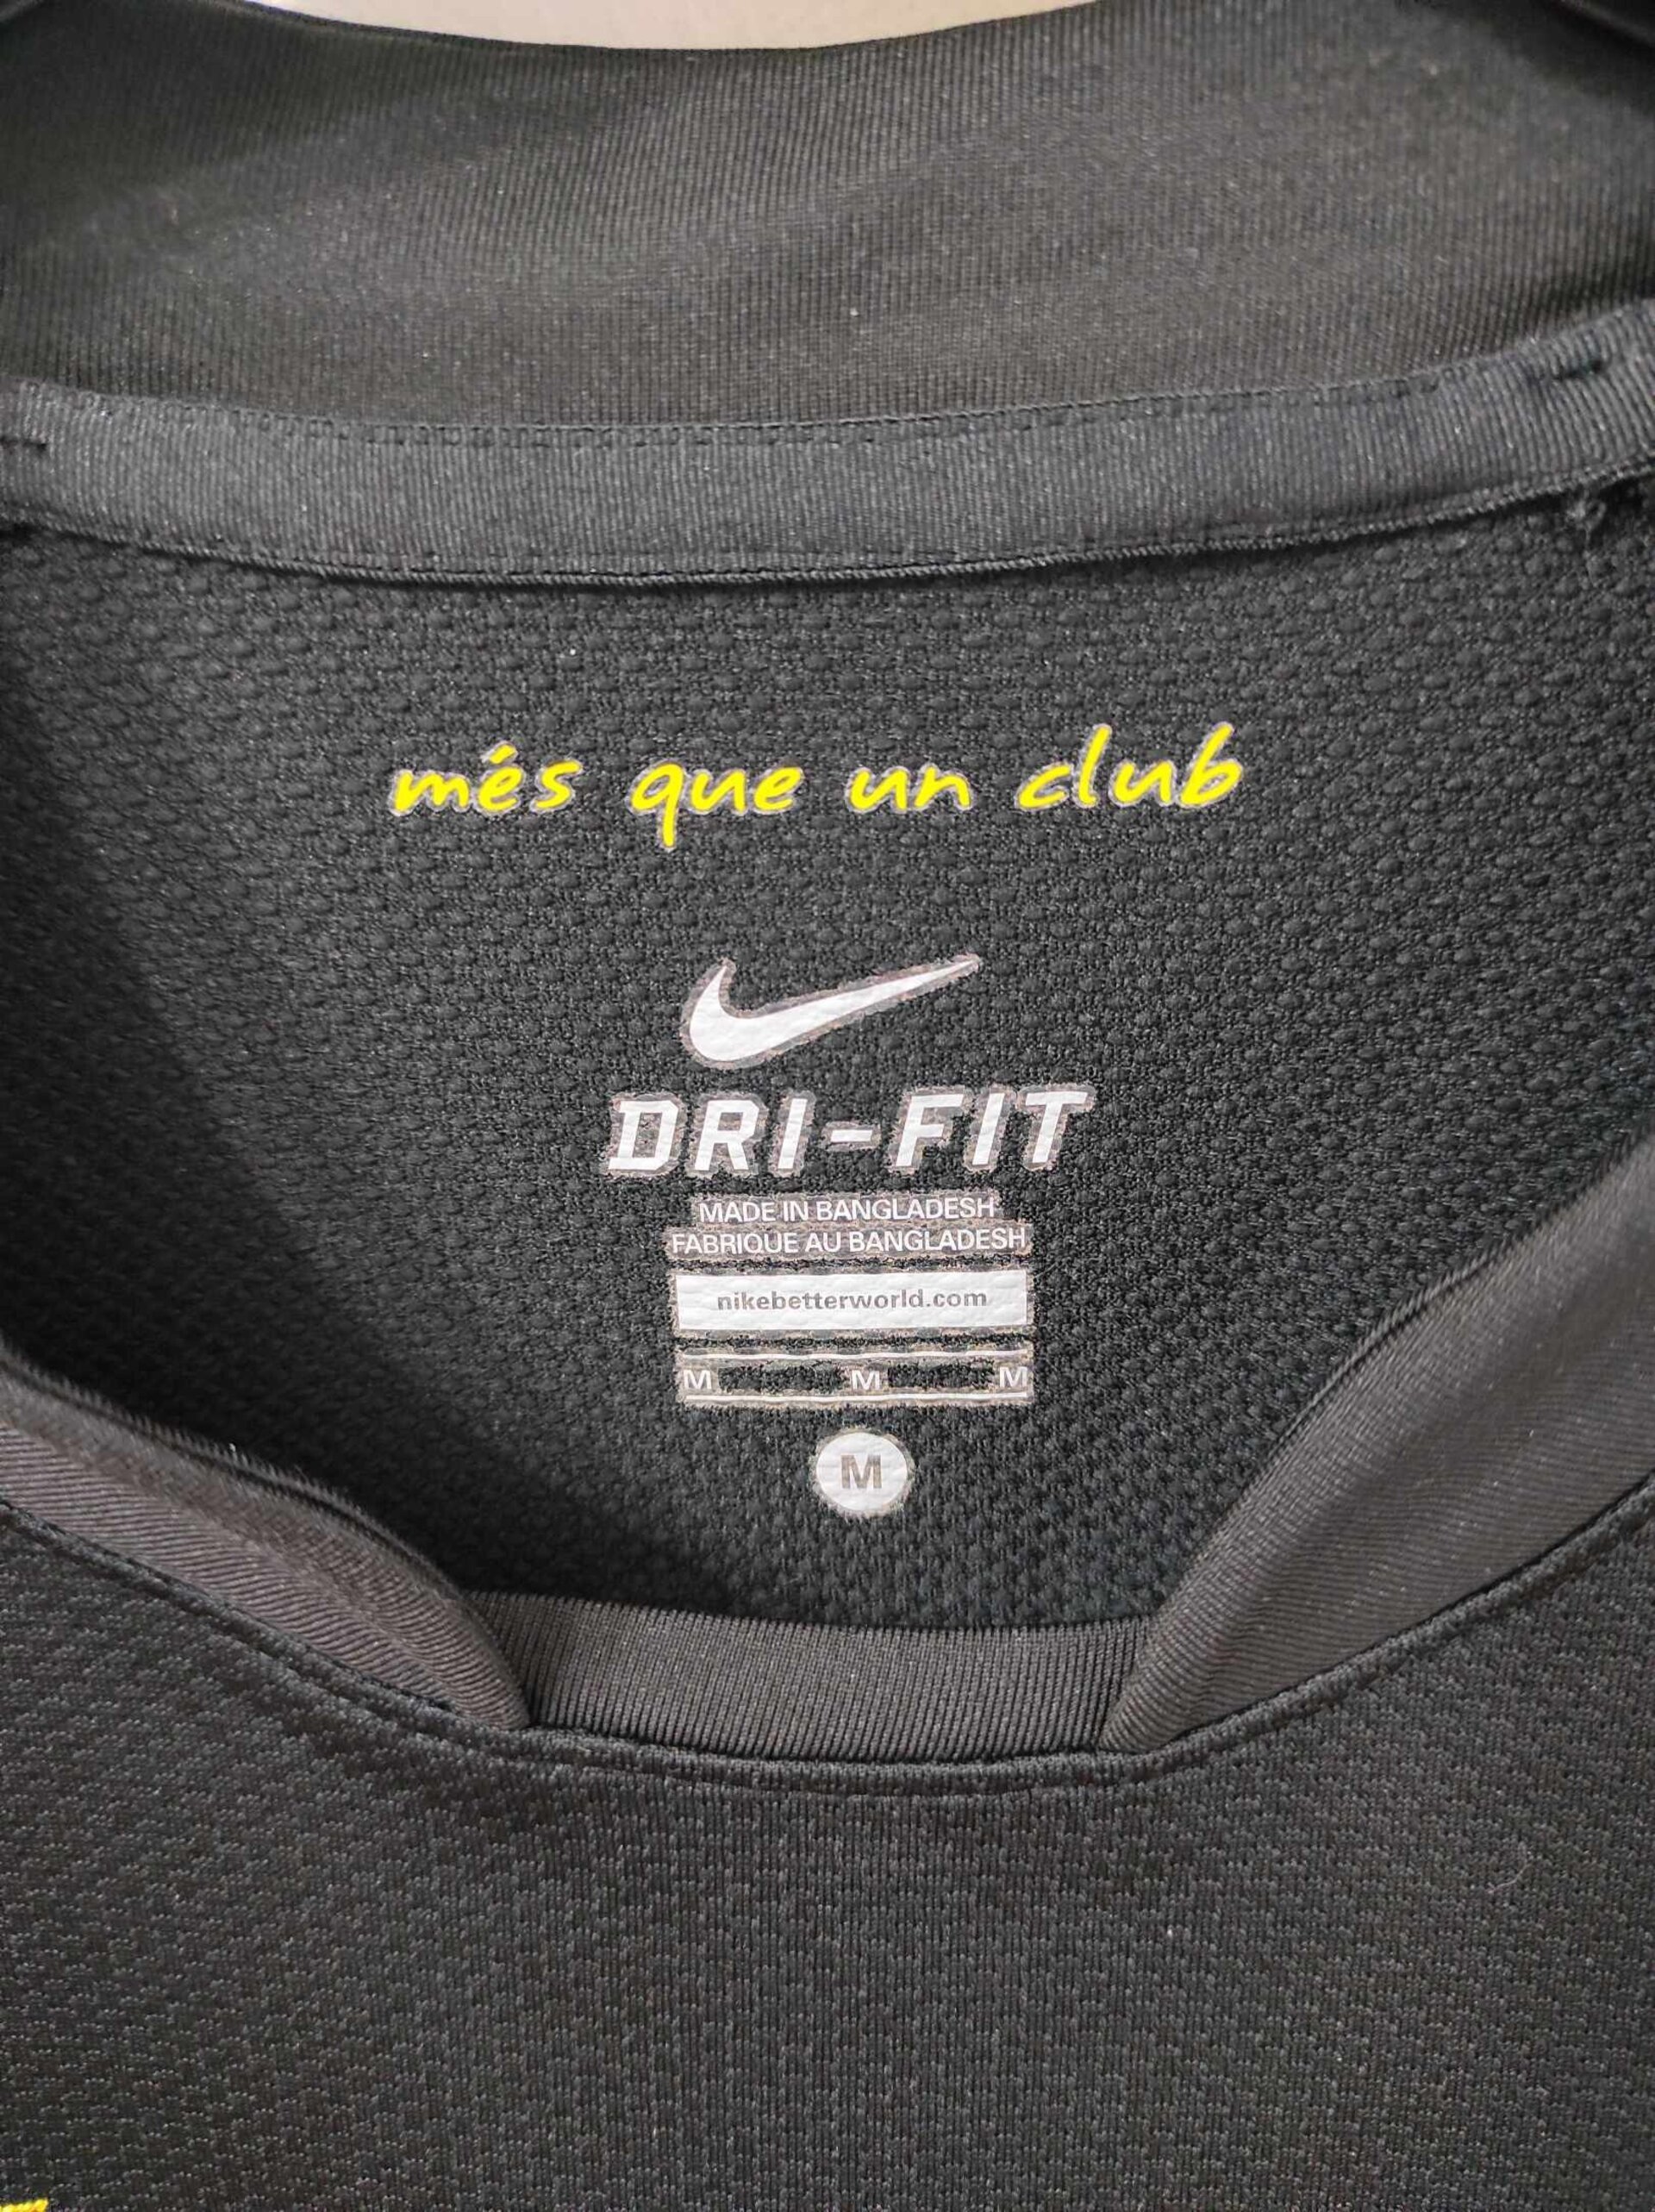 més que un club
DRI-FIT
MADE IN BANGLADESH
FABRIQUE AU BANGLADESH
nikebetterworld.com
M M M
M